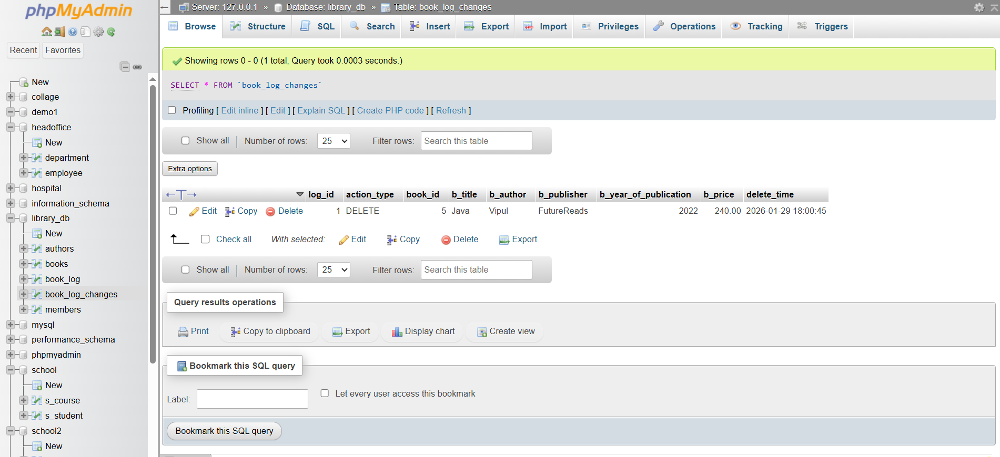 phpMyAdmin
Recent Favorites
New
collage
demo1
headoffice
New
department
employee
hospital
information_schema
library_db
New
authors
books
book_log
book_log_changes
members
mysql
performance_schema
phpmyadmin
school
New
s_course
s_student
school2
New
Server: 127.0.0.1 » Database: library_db » Table: book_log_changes
Browse Structure SQL Search Insert Export Import Privileges Operations Tracking Triggers
Showing rows 0 - 0 (1 total, Query took 0.0003 seconds.)
SELECT * FROM `book_log_changes`
Profiling [ Edit inline ] [ Edit ] [ Explain SQL ] [ Create PHP code ] [ Refresh ]
Show all | Number of rows: 25 Filter rows: Search this table
Extra options
log_id action_type book_id b_title b_author b_publisher b_year_of_publication b_price delete_time
Edit Copy Delete 1 DELETE 5 Java Vipul FutureReads 2022 240.00 2026-01-29 18:00:45
Check all With selected: Edit Copy Delete Export
Show all | Number of rows: 25 Filter rows: Search this table
Query results operations
Print Copy to clipboard Export Display chart Create view
Bookmark this SQL query
Label: Let every user access this bookmark
Bookmark this SQL query